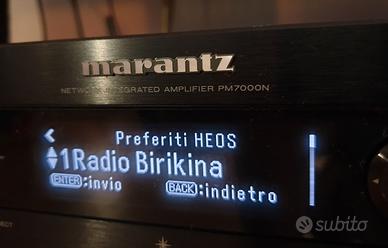 marantz
NETWORK INTEGRATED AMPLIFIER PM7000N
Preferiti HEOS
1Radio Birikina
ENTER:invio BACK:indietro
subito